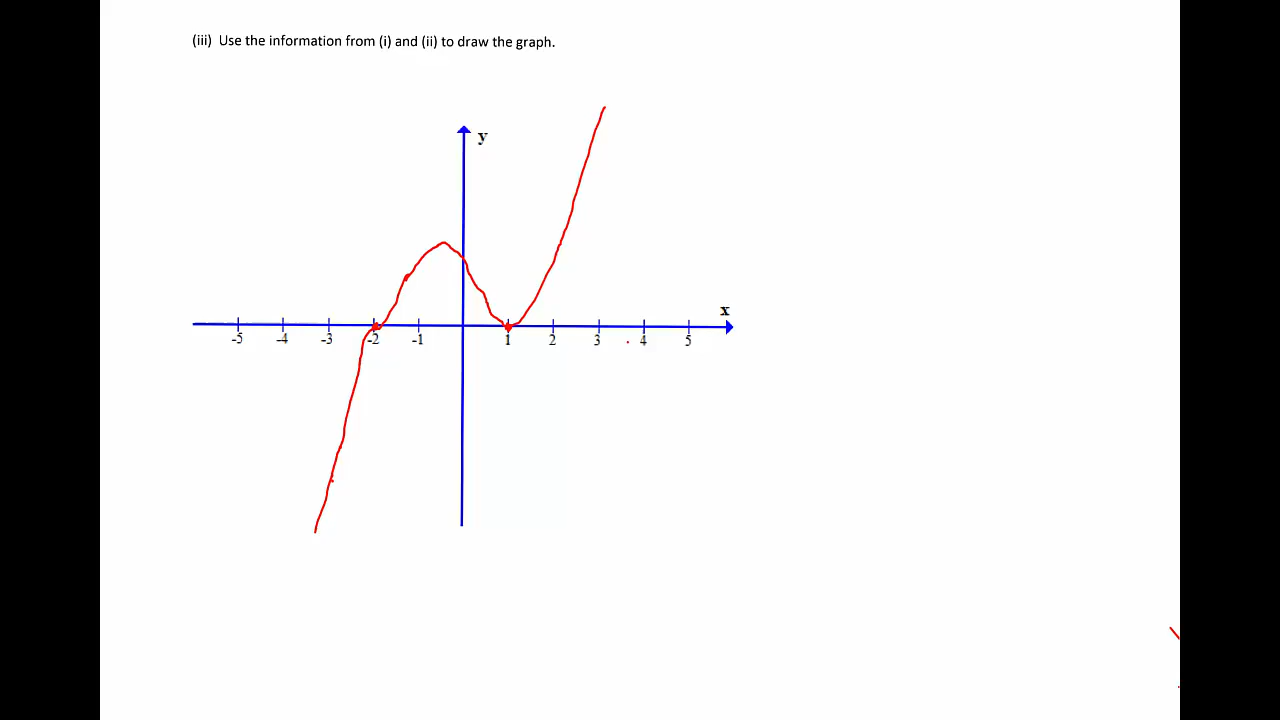 (iii) Use the information from (i) and (ii) to draw the graph.
y
x
-5 -4 -3 -2 -1 1 2 3 4 5